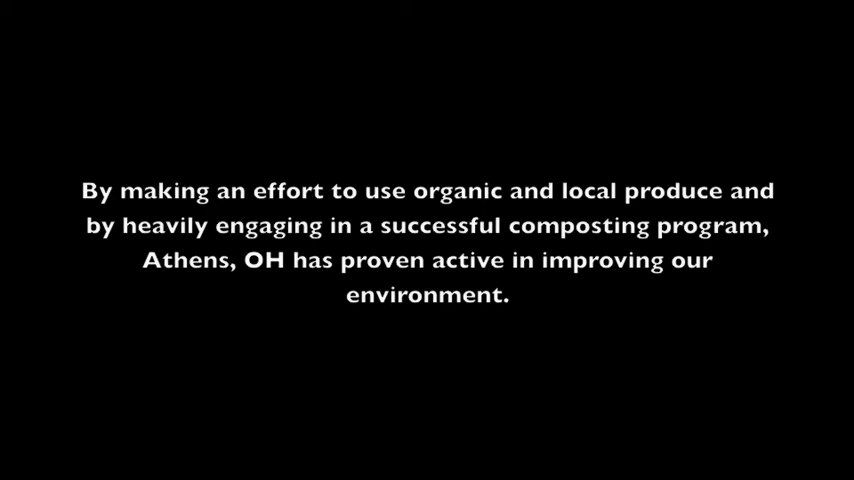 By making an effort to use organic and local produce and
by heavily engaging in a successful composting program,
Athens, OH has proven active in improving our
environment.